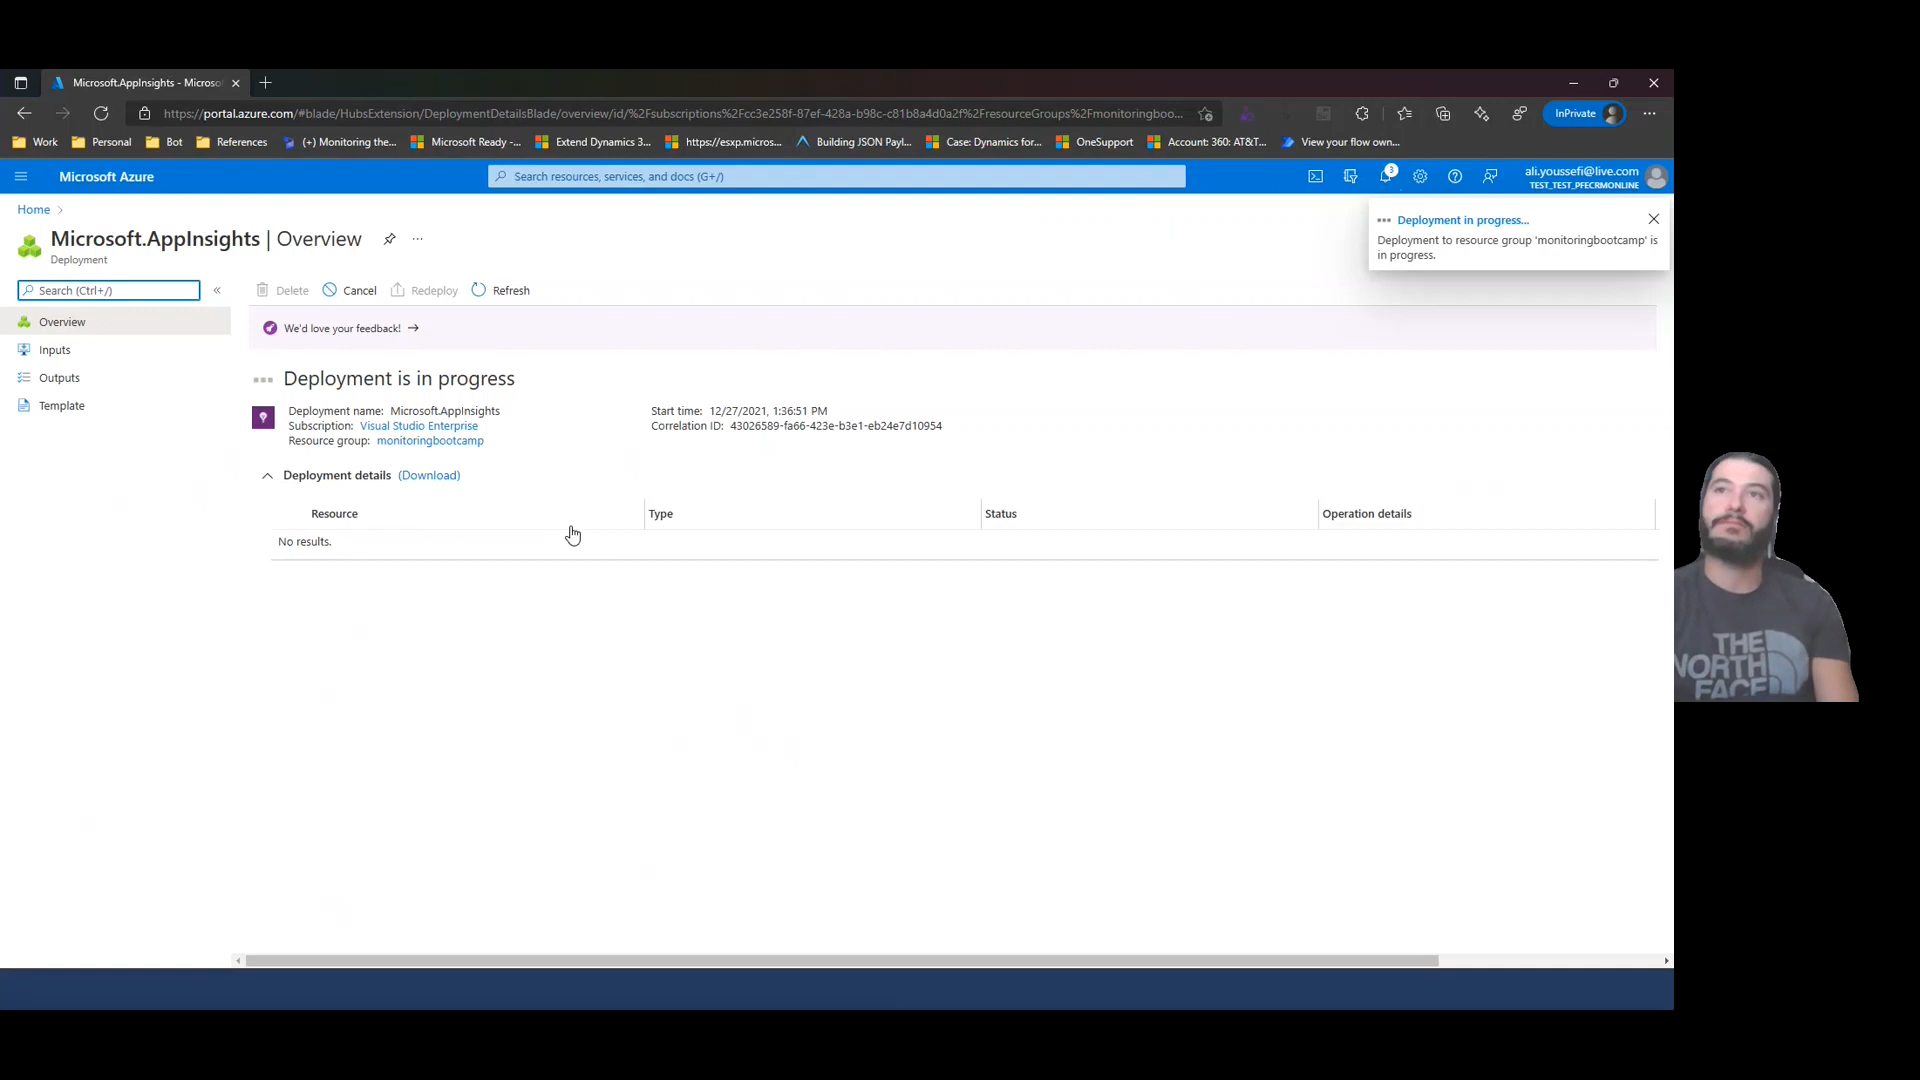 Microsoft.AppInsights - Microso
https://portal.azure.com/#blade/HubsExtension/DeploymentDetailsBlade/overview/id/%2Fsubscriptions%2Fcc3e258f-87ef-428a-b98c-c81b8a4d0a2f%2FresourceGroups%2Fmonitoringboo...
InPrivate
Work Personal Bot References (+) Monitoring the... Microsoft Ready -... Extend Dynamics 3... https://esxp.micros... Building JSON Payl... Case: Dynamics for... OneSupport Account 360: AT&T... View your flow own...
Microsoft Azure
Search resources, services, and docs (G+/)
3
ali.youssefi@live.com
TEST_TEST_PFECRMONLINE
Home >
Microsoft.AppInsights | Overview ...
Deployment
Deployment in progress...
Deployment to resource group 'monitoringbootcamp' is
in progress.
Search (Ctrl+/) «
Delete Cancel Redeploy Refresh
Overview
Inputs
Outputs
Template
We'd love your feedback! →
Deployment is in progress
Deployment name: Microsoft.AppInsights
Subscription: Visual Studio Enterprise
Resource group: monitoringbootcamp
Start time: 12/27/2021, 1:36:51 PM
Correlation ID: 43026589-fa66-423e-b3e1-eb24e7d10954
Deployment details (Download)
Resource Type Status Operation details
No results.
THE
NORTH
FACE